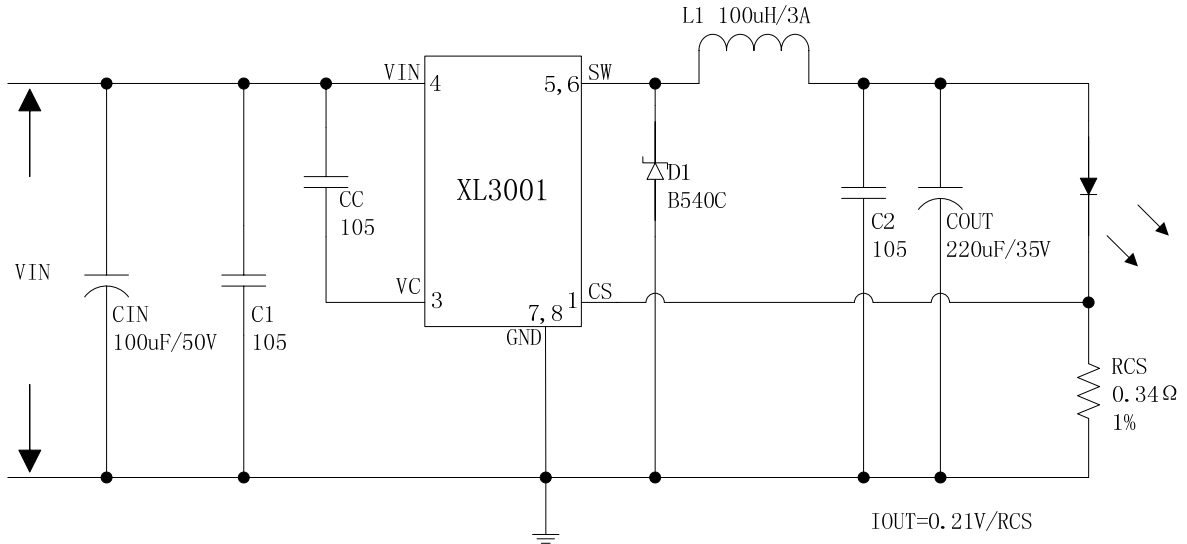 L1 100uH/3A
VIN
4
5,6
SW
XL3001
CC
105
D1
B540C
C2
105
COUT
220uF/35V
VIN
VC
3
1
CS
7,8
GND
CIN
100uF/50V
C1
105
RCS
0.34Ω
1%
IOUT=0.21V/RCS